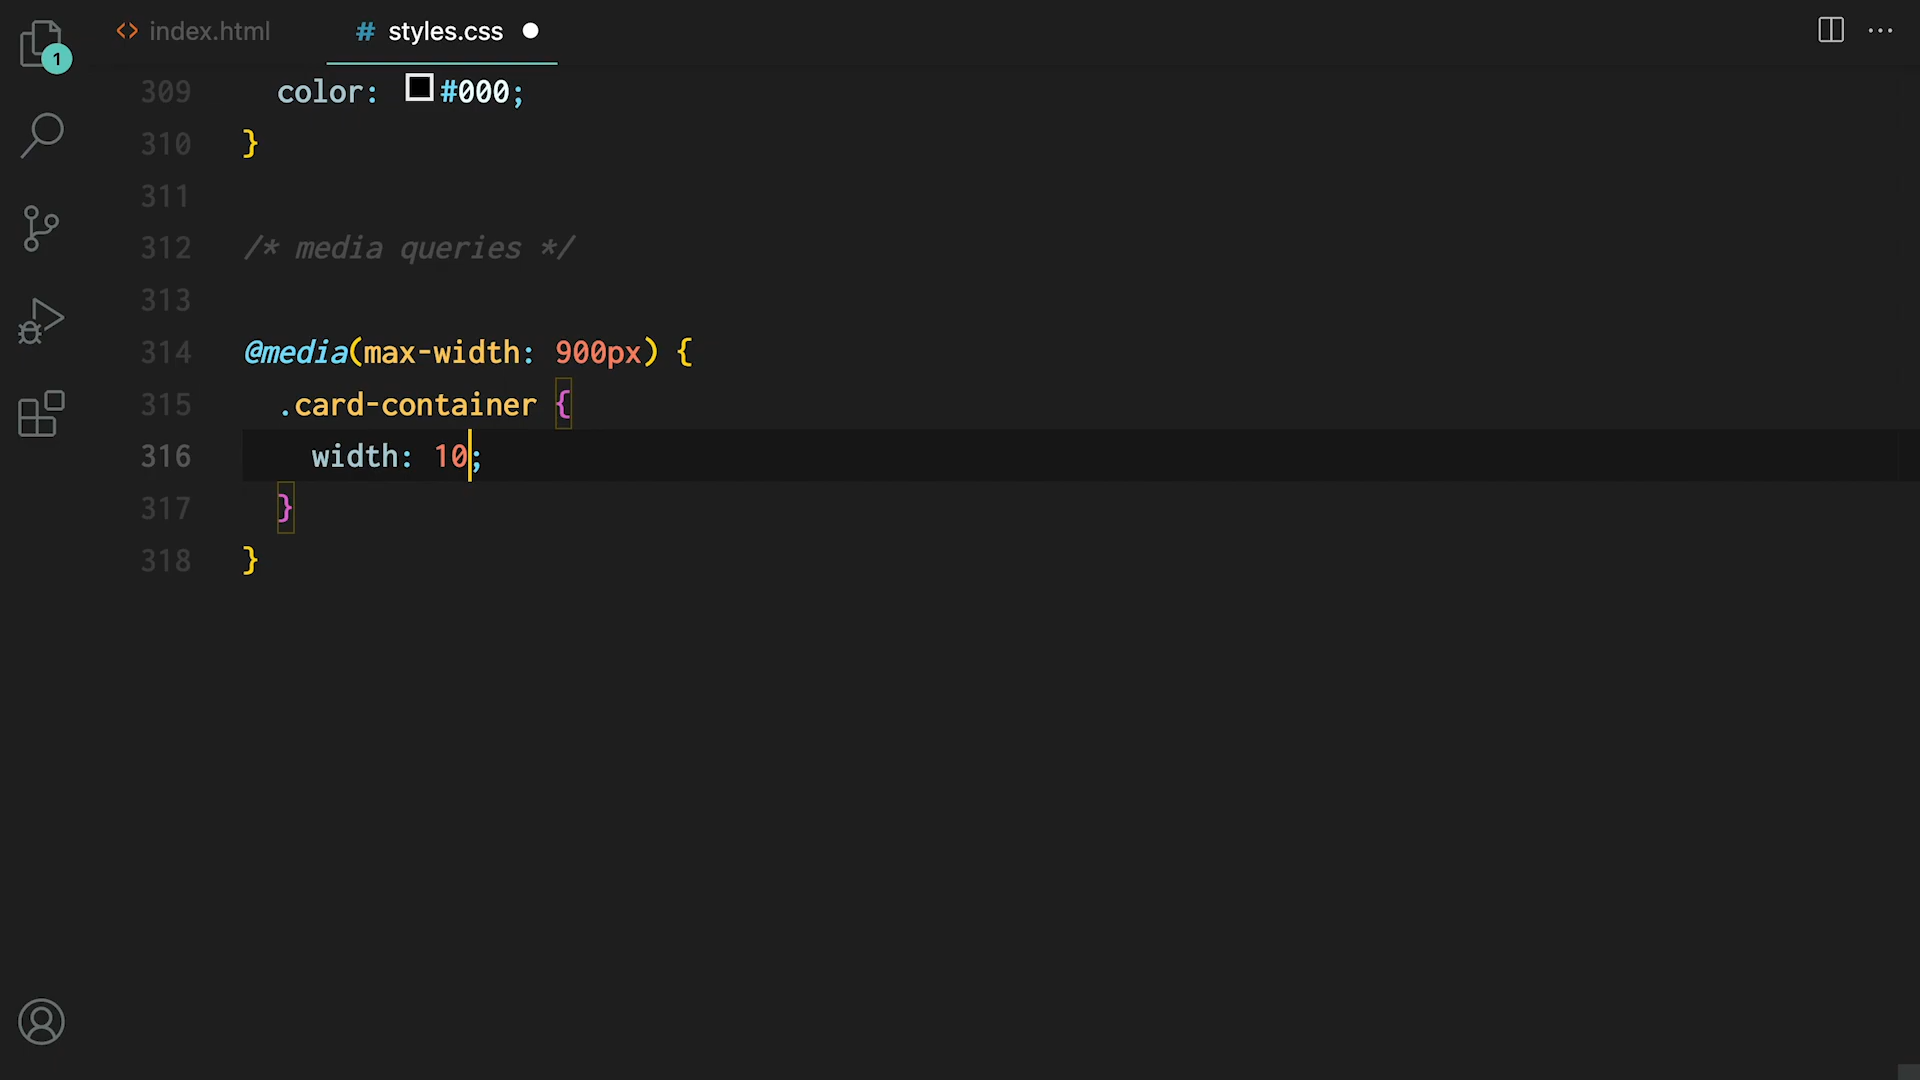 index.html
# styles.css
1
309 color: #000;
310 }
311
312 /* media queries */
313
314 @media(max-width: 900px) {
315 .card-container {
316 width: 10;
317 }
318 }